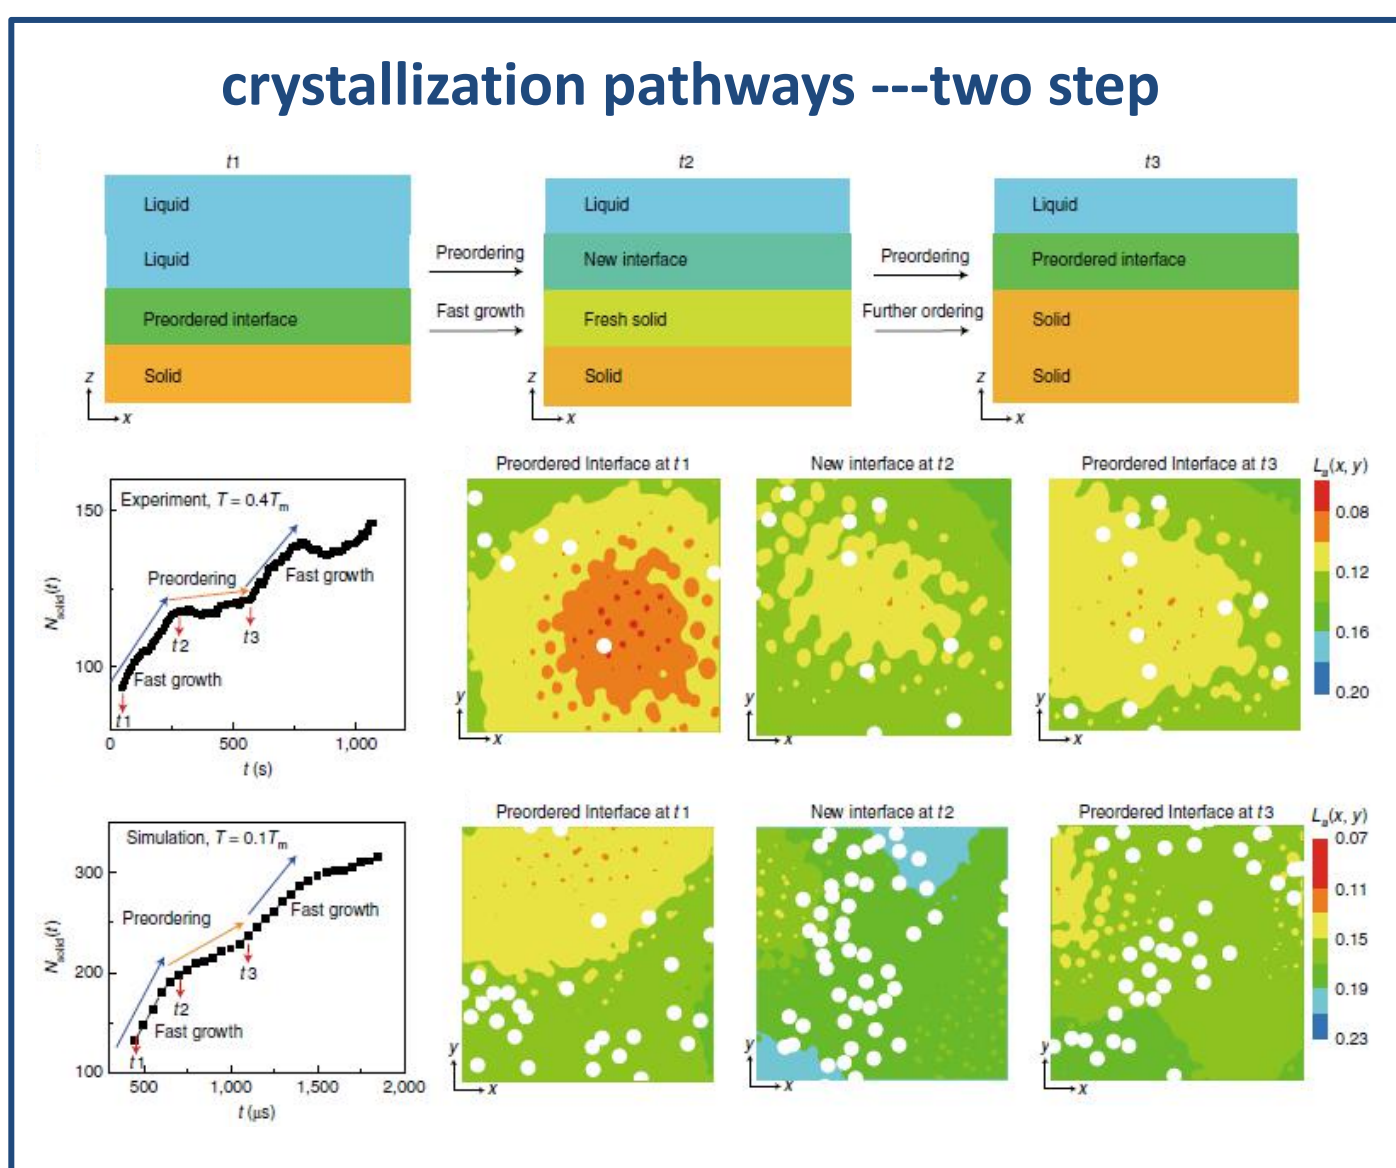 crystallization pathways ---two step
t1
t2
t3
Liquid
Liquid
Preordered interface
Solid
z
x
Preordering
Fast growth
Liquid
New interface
Fresh solid
Solid
z
x
Preordering
Further ordering
Liquid
Preordered interface
Solid
Solid
z
x
Experiment, T = 0.4Tm
Preordering
Fast growth
Fast growth
t1
t2
t3
150
100
Nsolid(t)
0
500
1,000
t (s)
Preordered Interface at t1
y
x
New interface at t2
y
x
Preordered Interface at t3
y
x
La(x, y)
0.08
0.12
0.16
0.20
Simulation, T = 0.1Tm
Preordering
Fast growth
Fast growth
t1
t2
t3
300
200
100
Nsolid(t)
500
1,000
1,500
2,000
t (μs)
Preordered Interface at t1
y
x
New interface at t2
y
x
Preordered Interface at t3
y
x
La(x, y)
0.07
0.11
0.15
0.19
0.23